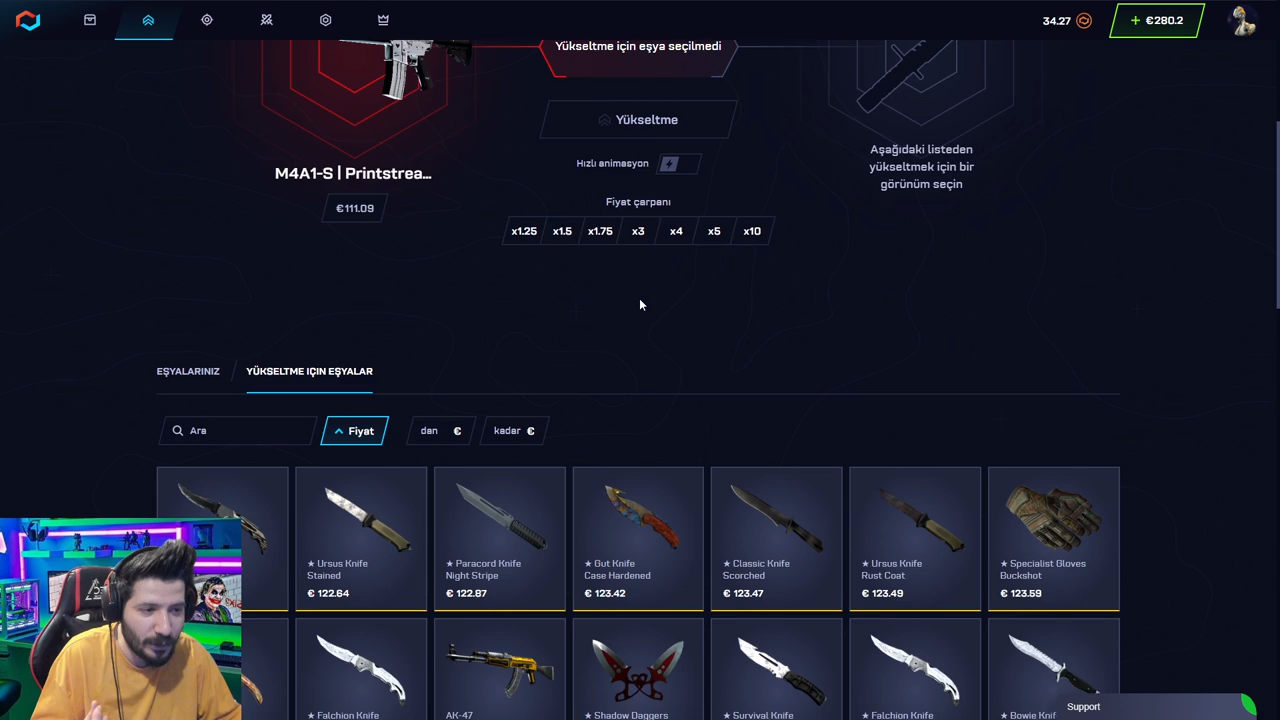 34.27
+ €280.2
Yükseltme için eşya seçilmedi
Yükseltme
Hızlı animasyon
Fiyat çarpanı
x1.25 x1.5 x1.75 x3 x4 x5 x10
M4A1-S | Printstrea...
€111.09
Aşağıdaki listeden
yükseltmek için bir
görünüm seçin
EŞYALARINIZ
YÜKSELTME IÇIN EŞYALAR
Ara
Fiyat
dan €
kadar €
★ Ursus Knife
Stained
€ 122.64
★ Paracord Knife
Night Stripe
€ 122.87
★ Gut Knife
Case Hardened
€ 123.42
★ Classic Knife
Scorched
€ 123.47
★ Ursus Knife
Rust Coat
€ 123.49
★ Specialist Gloves
Buckshot
€ 123.59
★ Falchion Knife
AK-47
★ Shadow Daggers
★ Survival Knife
★ Falchion Knife
★ Bowie Knif
Support